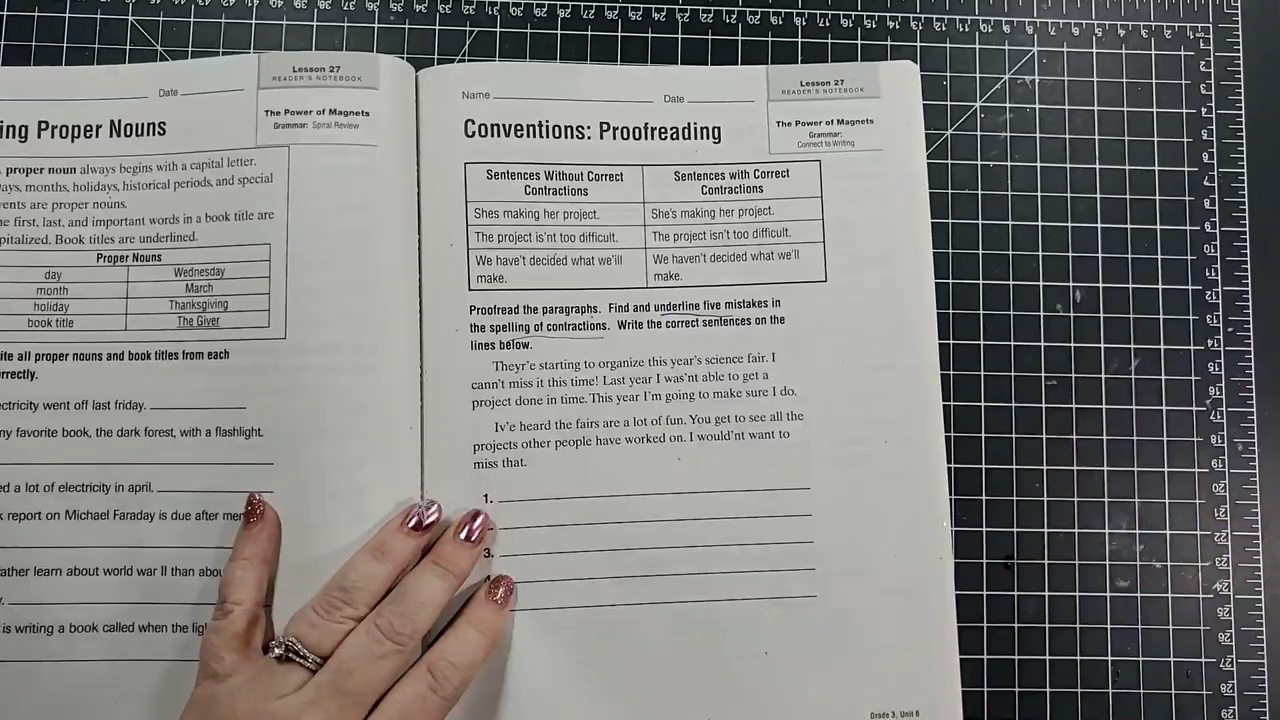 Lesson 27
READER'S NOTEBOOK
Date
ing Proper Nouns
The Power of Magnets
Grammar: Spiral Review
proper noun always begins with a capital letter.
ays, months, holidays, historical periods, and special
vents are proper nouns.
he first, last, and important words in a book title are
pitalized. Book titles are underlined.
Proper Nouns
day Wednesday
month March
holiday Thanksgiving
book title The Giver
ite all proper nouns and book titles from each
rrectly.
ectricity went off last friday.
ny favorite book, the dark forest, with a flashlight.
ed a lot of electricity in april.
k report on Michael Faraday is due after mem
ather learn about world war II than abou
y.
is writing a book called when the ligh
Lesson 27
READER'S NOTEBOOK
Name Date
Conventions: Proofreading
The Power of Magnets
Grammar:
Connect to Writing
Sentences Without Correct Contractions Sentences with Correct Contractions
Shes making her project. She's making her project.
The project is'nt too difficult. The project isn't too difficult.
We have't decided what we'll make. We haven't decided what we'll make.
Proofread the paragraphs. Find and underline five mistakes in
the spelling of contractions. Write the correct sentences on the
lines below.
Theyr'e starting to organize this year's science fair. I
cann't miss it this time! Last year I was'nt able to get a
project done in time. This year I'm going to make sure I do.
Iv'e heard the fairs are a lot of fun. You get to see all the
projects other people have worked on. I would'nt want to
miss that.
1.
3.
Grade 3, Unit 6